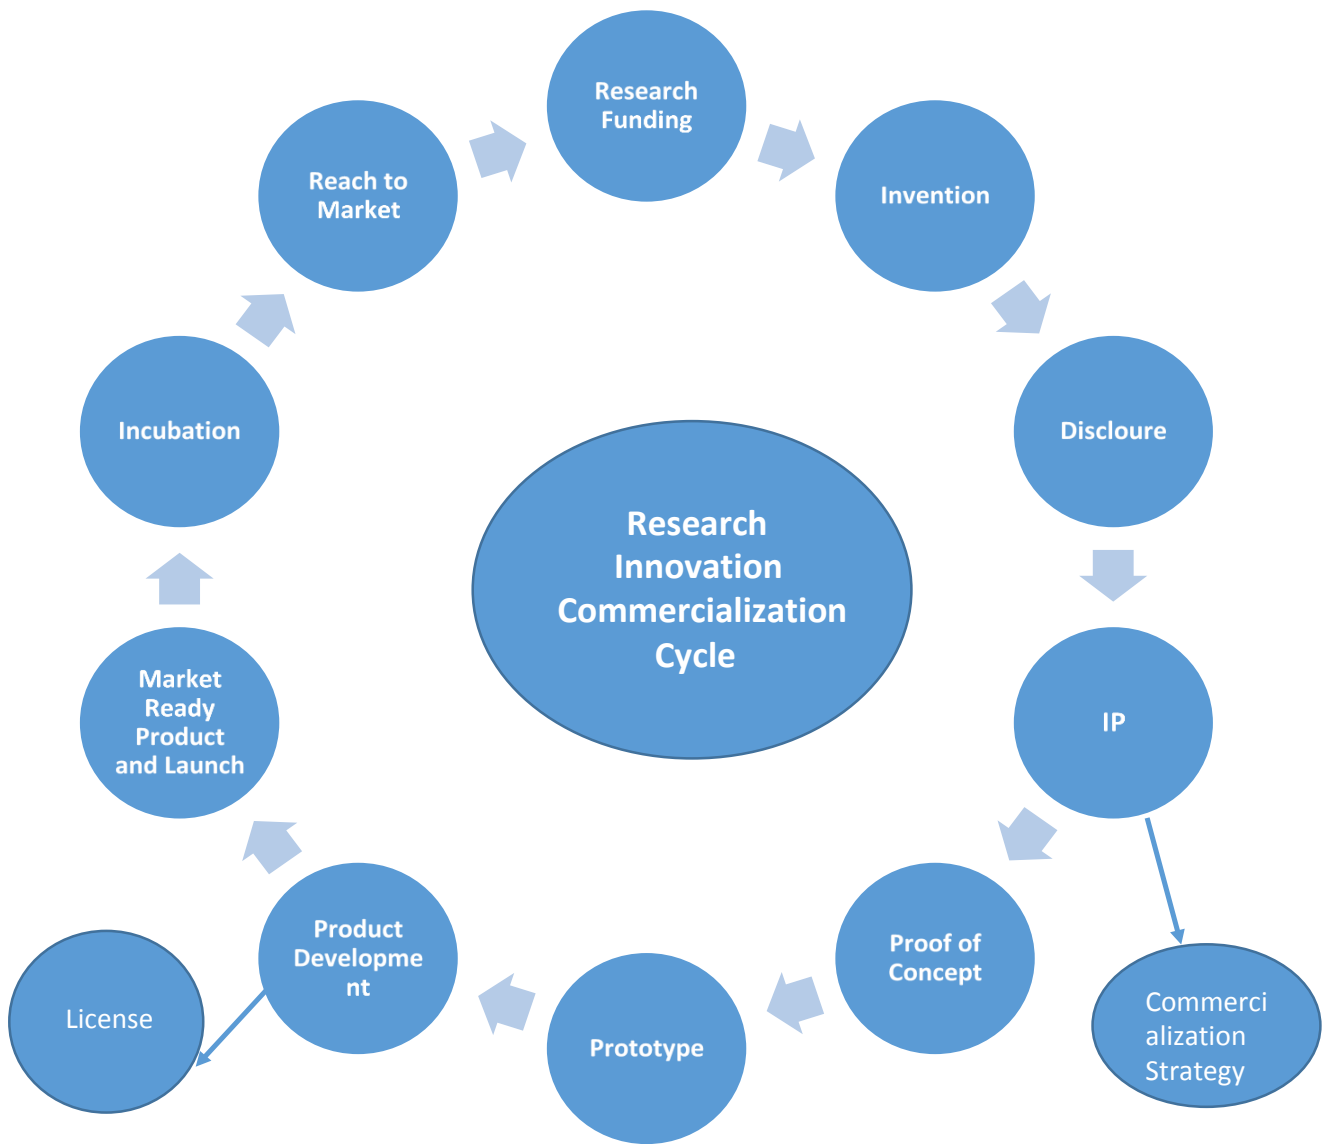 Research
Funding
Invention
Discloure
IP
Commerci
alization
Strategy
Proof of
Concept
Prototype
Product
Developme
nt
License
Market
Ready
Product
and Launch
Incubation
Reach to
Market
Research
Innovation
Commercialization
Cycle